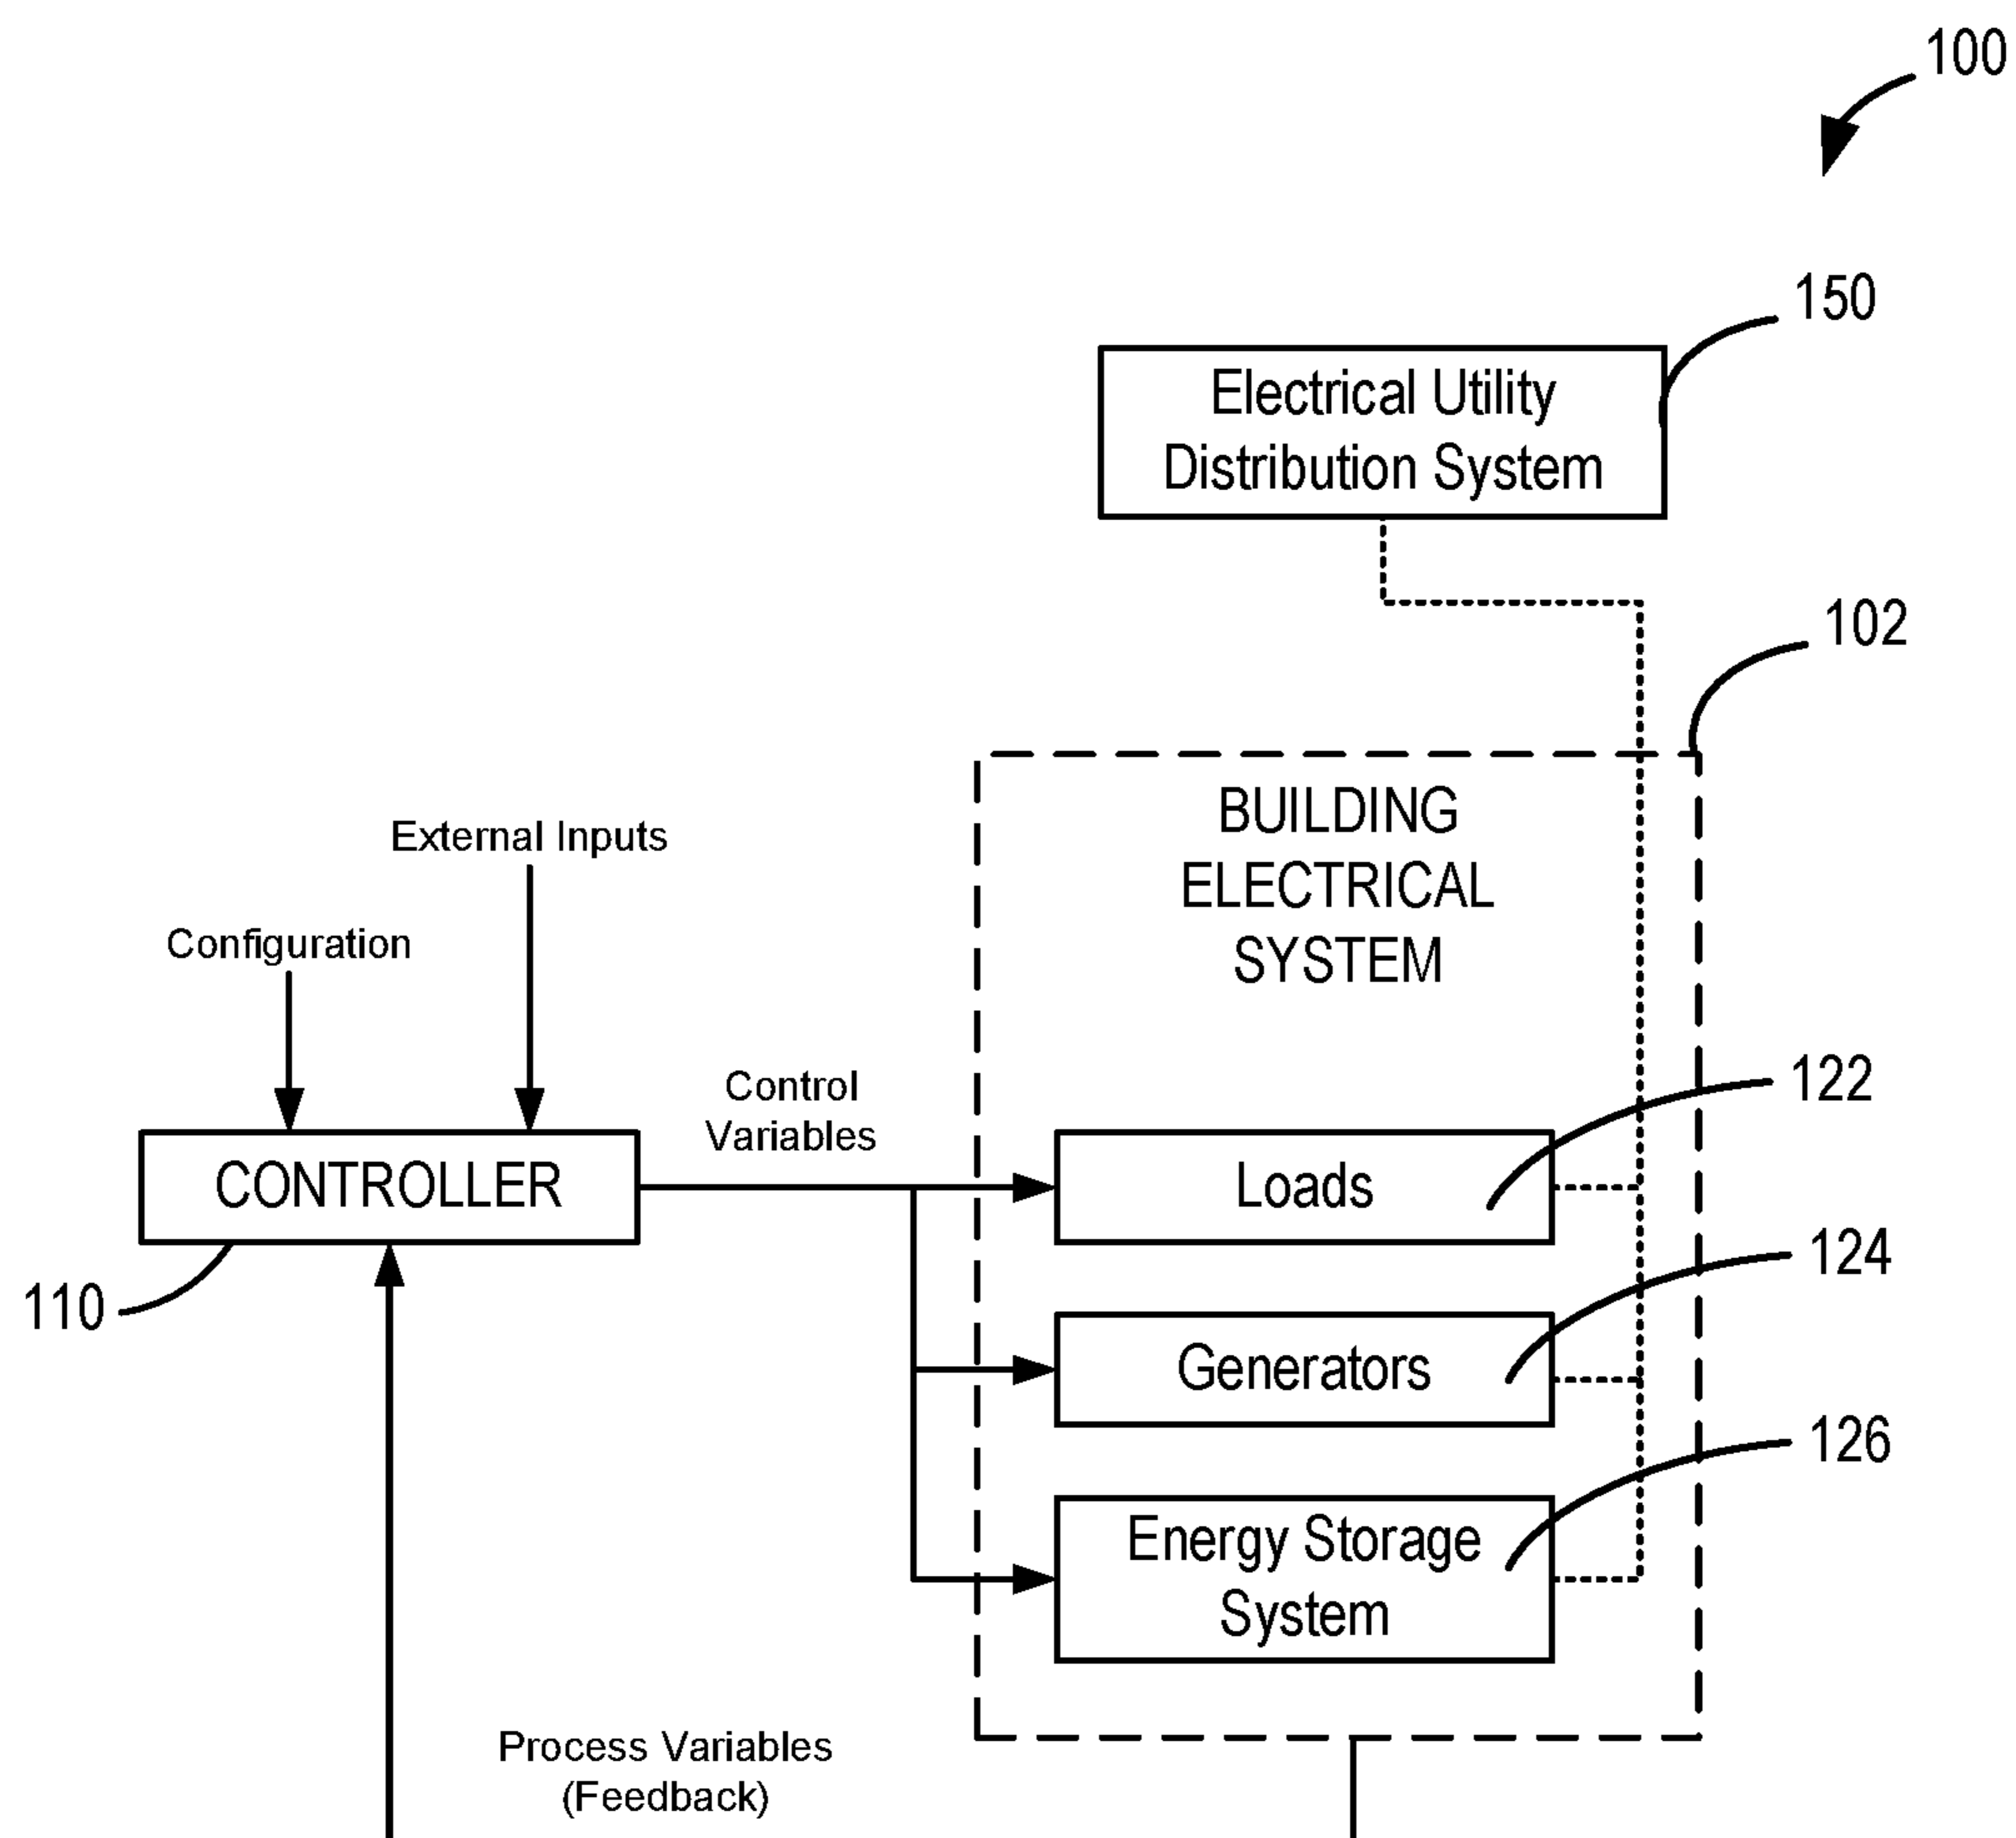 100
150
Electrical Utility
Distribution System
102
BUILDING
ELECTRICAL
SYSTEM
External Inputs
Configuration
Control
Variables
122
CONTROLLER
Loads
110
124
Generators
126
Energy Storage
System
Process Variables
(Feedback)